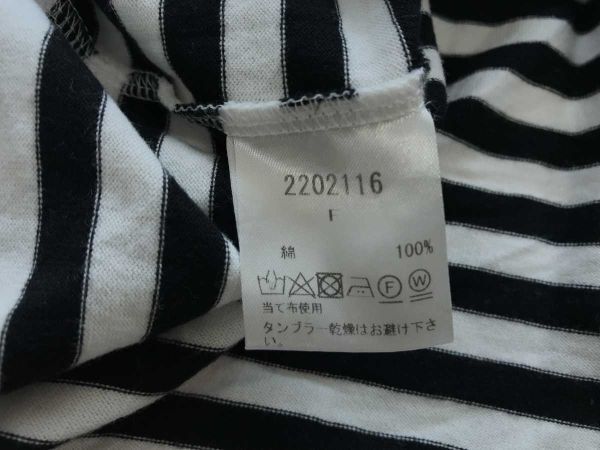 2202116
F
綿 100%
F W
当て布使用
タンブラー乾燥はお避け下さ
い。